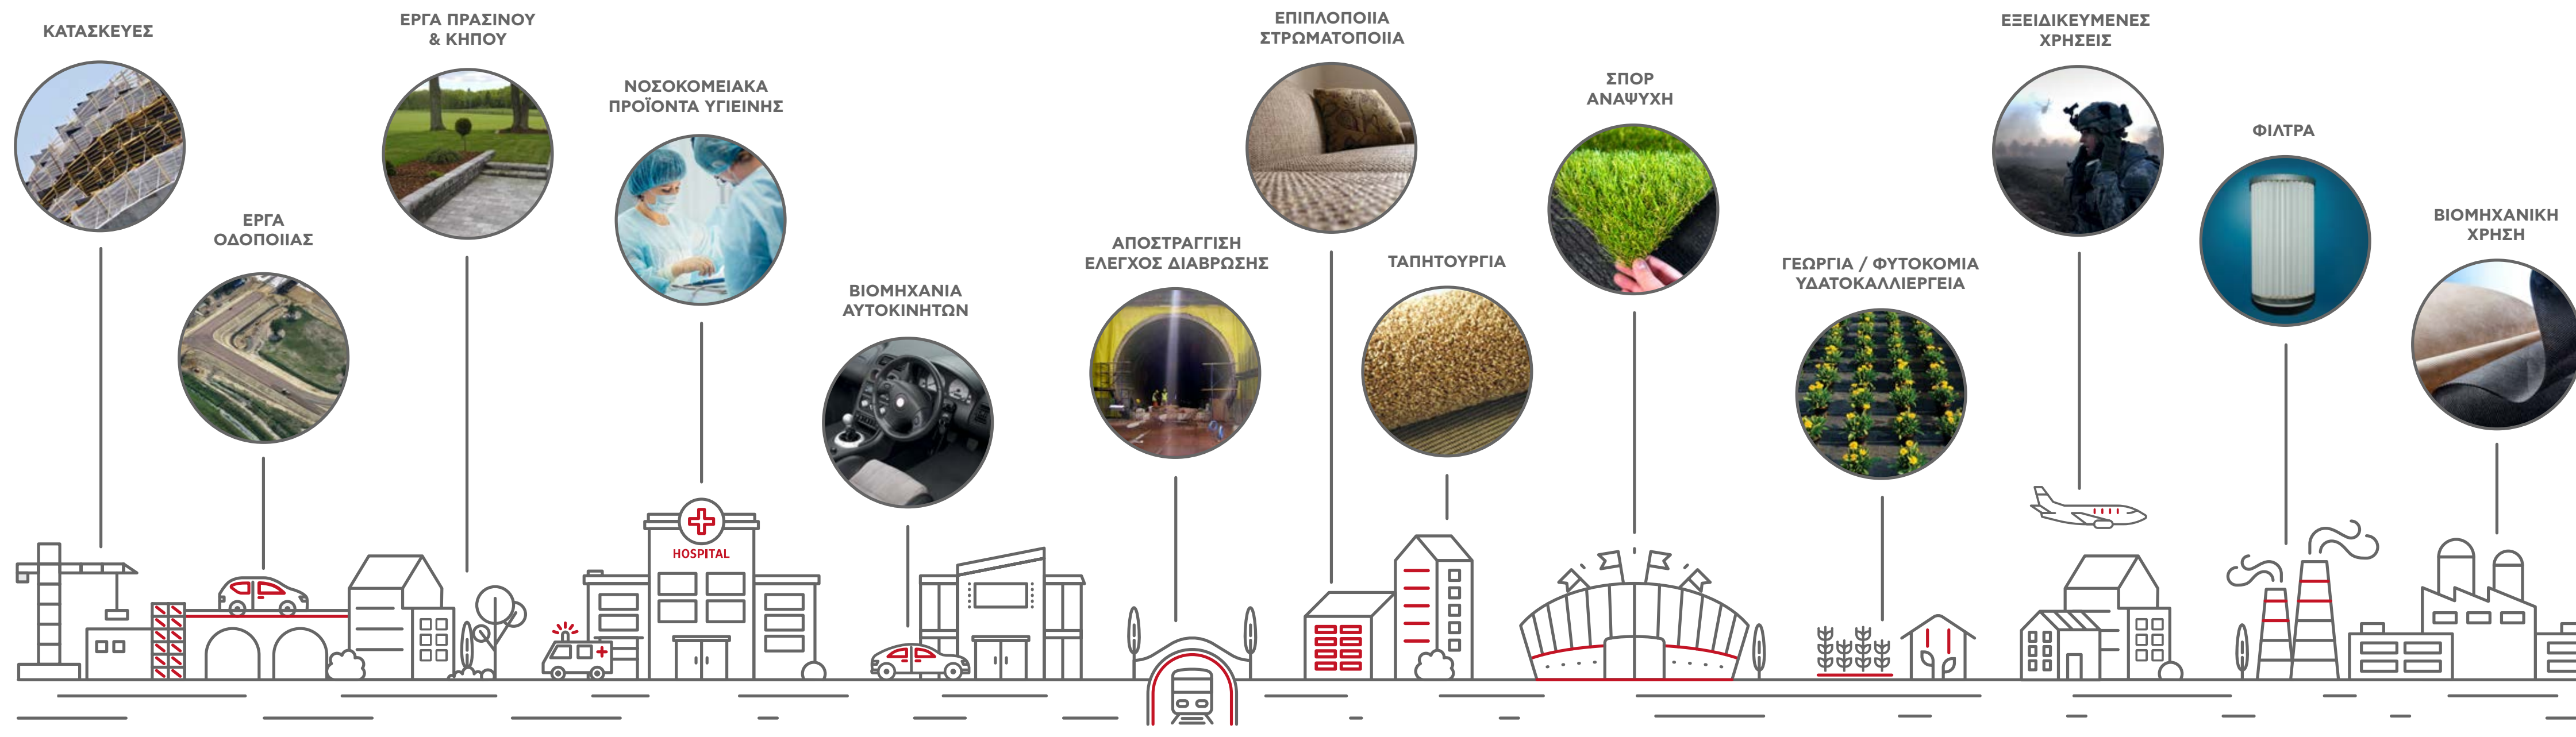 ΚΑΤΑΣΚΕΥΕΣ
ΕΡΓΑ
ΟΔΟΠΟΙΙΑΣ
ΕΡΓΑ ΠΡΑΣΙΝΟΥ
& ΚΗΠΟΥ
ΝΟΣΟΚΟΜΕΙΑΚΑ
ΠΡΟΪΟΝΤΑ ΥΓΙΕΙΝΗΣ
HOSPITAL
ΒΙΟΜΗΧΑΝΙΑ
ΑΥΤΟΚΙΝΗΤΩΝ
ΑΠΟΣΤΡΑΓΓΙΣΗ
ΕΛΕΓΧΟΣ ΔΙΑΒΡΩΣΗΣ
ΕΠΙΠΛΟΠΟΙΙΑ
ΣΤΡΩΜΑΤΟΠΟΙΙΑ
ΤΑΠΗΤΟΥΡΓΙΑ
ΣΠΟΡ
ΑΝΑΨΥΧΗ
ΓΕΩΡΓΙΑ / ΦΥΤΟΚΟΜΙΑ
ΥΔΑΤΟΚΑΛΛΙΕΡΓΕΙΑ
ΕΞΕΙΔΙΚΕΥΜΕΝΕΣ
ΧΡΗΣΕΙΣ
ΦΙΛΤΡΑ
ΒΙΟΜΗΧΑΝΙΚΗ
ΧΡΗΣΗ